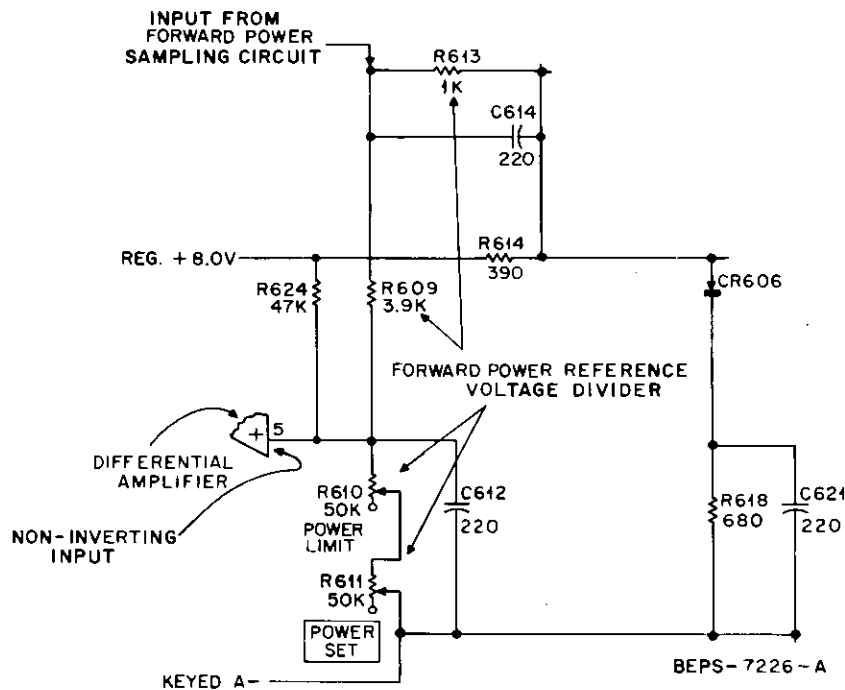 INPUT FROM
FORWARD POWER
SAMPLING CIRCUIT
R613
1K
C614
220
REG. +8.0V
R614
390
R624
47K
R609
3.9K
CR606
FORWARD POWER REFERENCE
VOLTAGE DIVIDER
+
5
DIFFERENTIAL
AMPLIFIER
NON-INVERTING
INPUT
R610
50K
POWER
LIMIT
C612
220
R618
680
C621
220
R611
50K
POWER
SET
KEYED A-
BEPS-7226-A